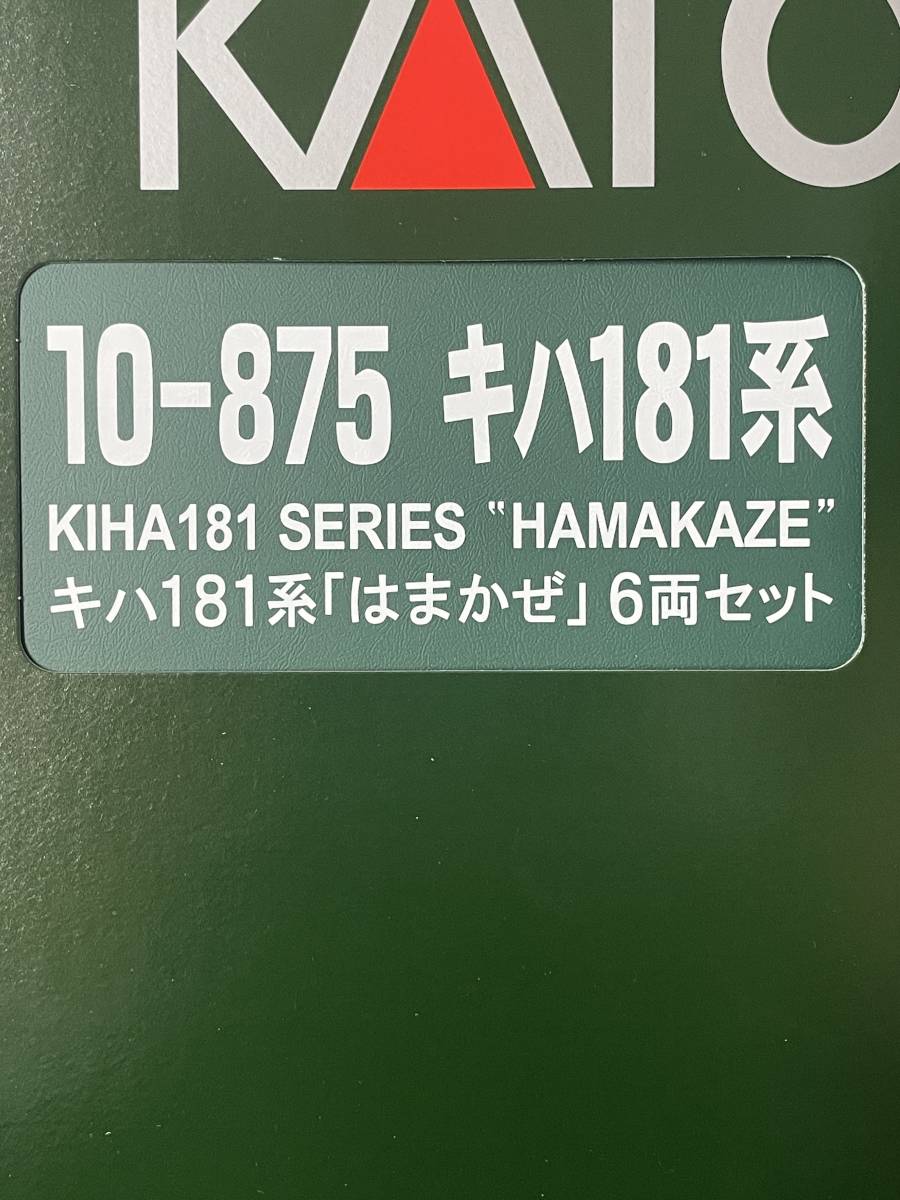 KATO
10-875 キハ181系
KIHA181 SERIES “HAMAKAZE”
キハ181系「はまかぜ」6両セット